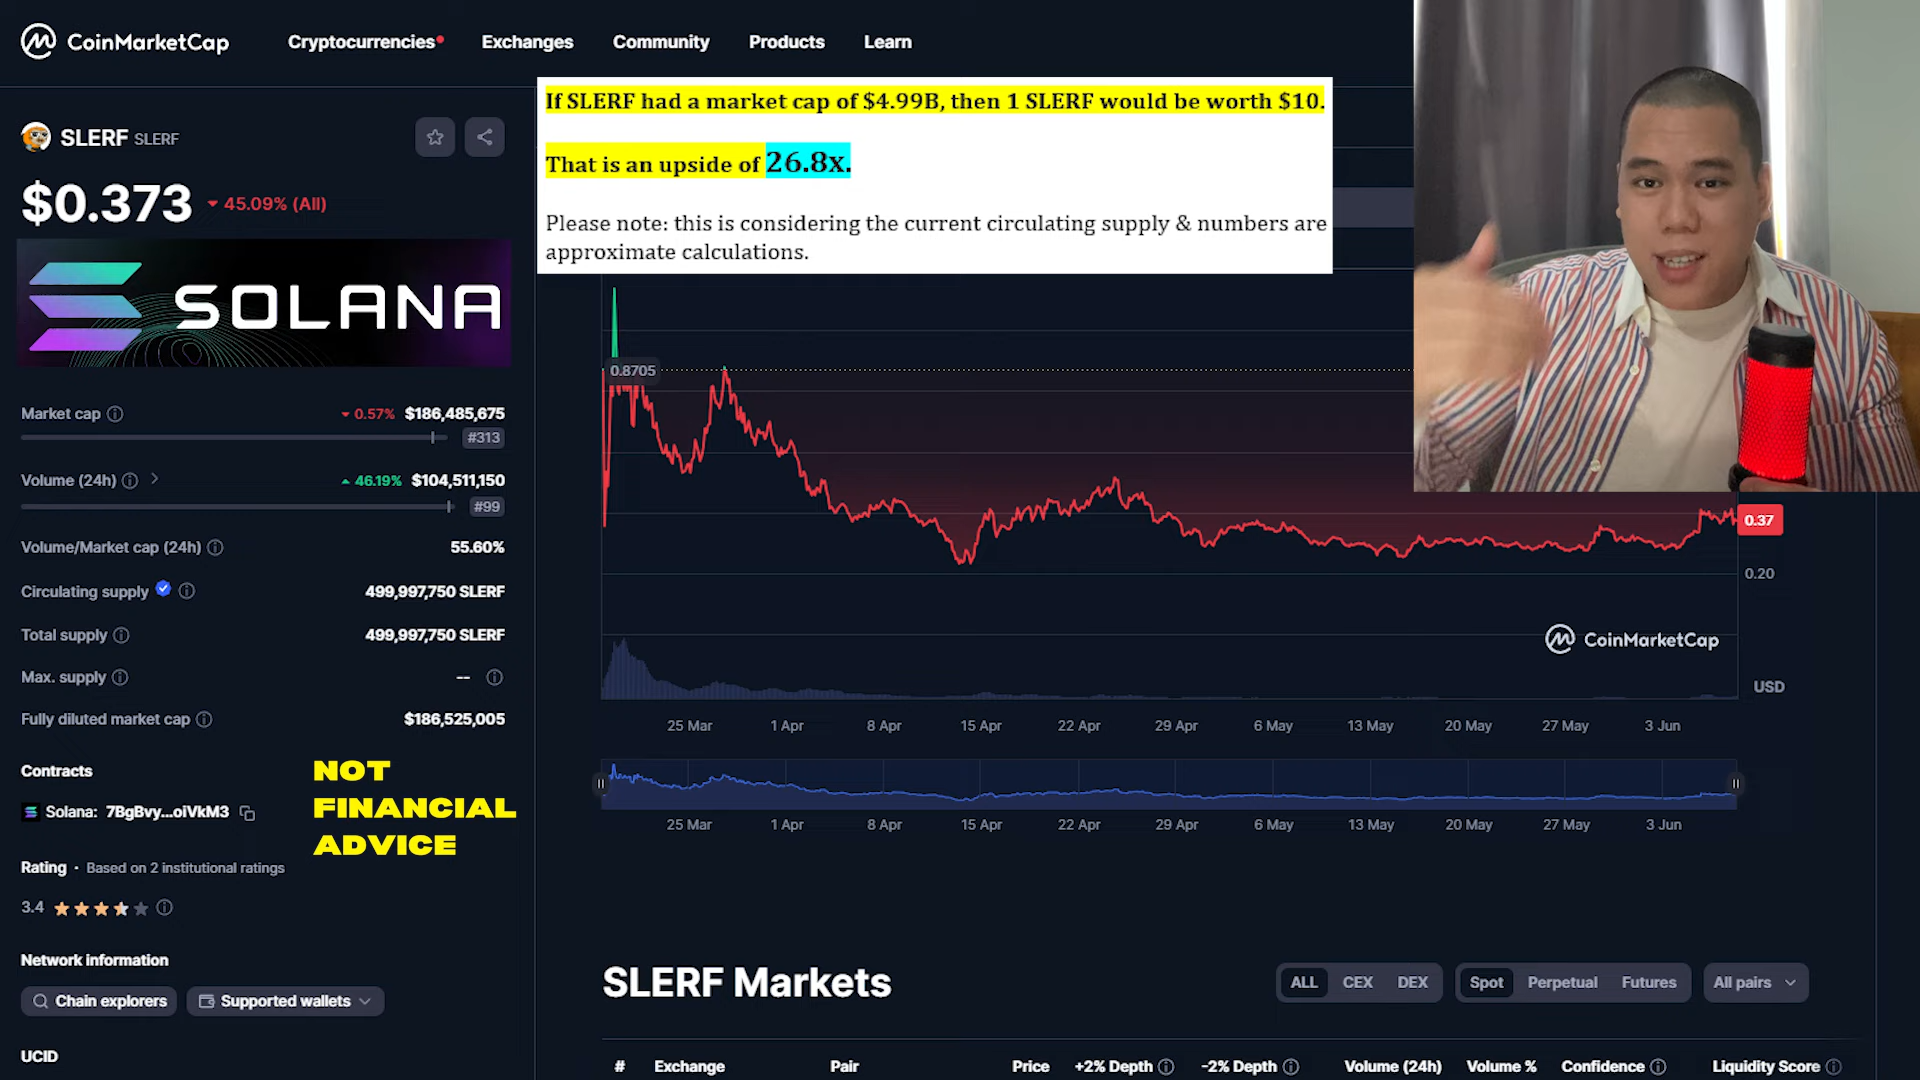 CoinMarketCap
Cryptocurrencies Exchanges Community Products Learn
If SLERF had a market cap of $4.99B, then 1 SLERF would be worth $10.
That is an upside of 26.8x.
Please note: this is considering the current circulating supply & numbers are
approximate calculations.
SLERF SLERF
$0.373 45.09% (All)
SOLANA
Market cap 0.57% $186,485,675
#313
Volume (24h) 46.19% $104,511,150
#99
Volume/Market cap (24h) 55.60%
Circulating supply 499,997,750 SLERF
Total supply 499,997,750 SLERF
Max. supply --
Fully diluted market cap $186,525,005
Contracts
Solana: 7BgBvy...oiVkM3
NOT
FINANCIAL
ADVICE
Rating · Based on 2 institutional ratings
3.4
Network information
Chain explorers Supported wallets
UCID
0.8705
0.37
0.20
CoinMarketCap
USD
25 Mar 1 Apr 8 Apr 15 Apr 22 Apr 29 Apr 6 May 13 May 20 May 27 May 3 Jun
25 Mar 1 Apr 8 Apr 15 Apr 22 Apr 29 Apr 6 May 13 May 20 May 27 May 3 Jun
SLERF Markets
ALL CEX DEX Spot Perpetual Futures All pairs
# Exchange Pair Price +2% Depth -2% Depth Volume (24h) Volume % Confidence Liquidity Score